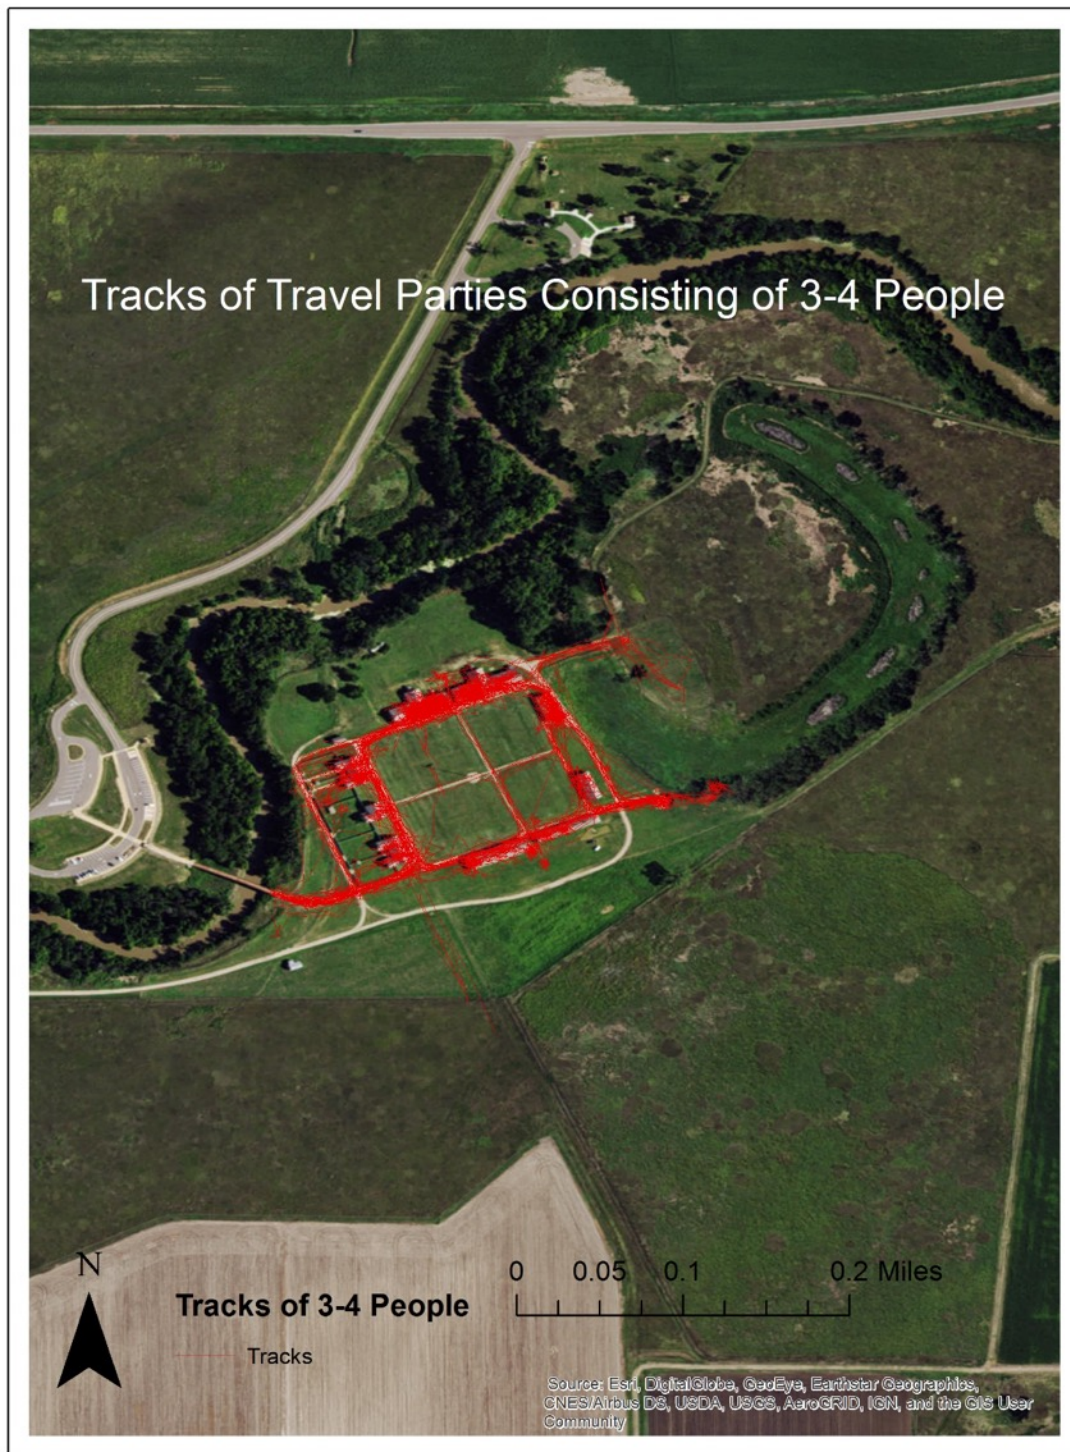 Tracks of Travel Parties Consisting of 3-4 People
N
0 0.05 0.1 0.2 Miles
Tracks of 3-4 People
Tracks
Source: Esri, DigitalGlobe, GeoEye, Earthstar Geographics,
CNES/Airbus DS, USDA, USGS, AeroGRID, IGN, and the GIS User
Community